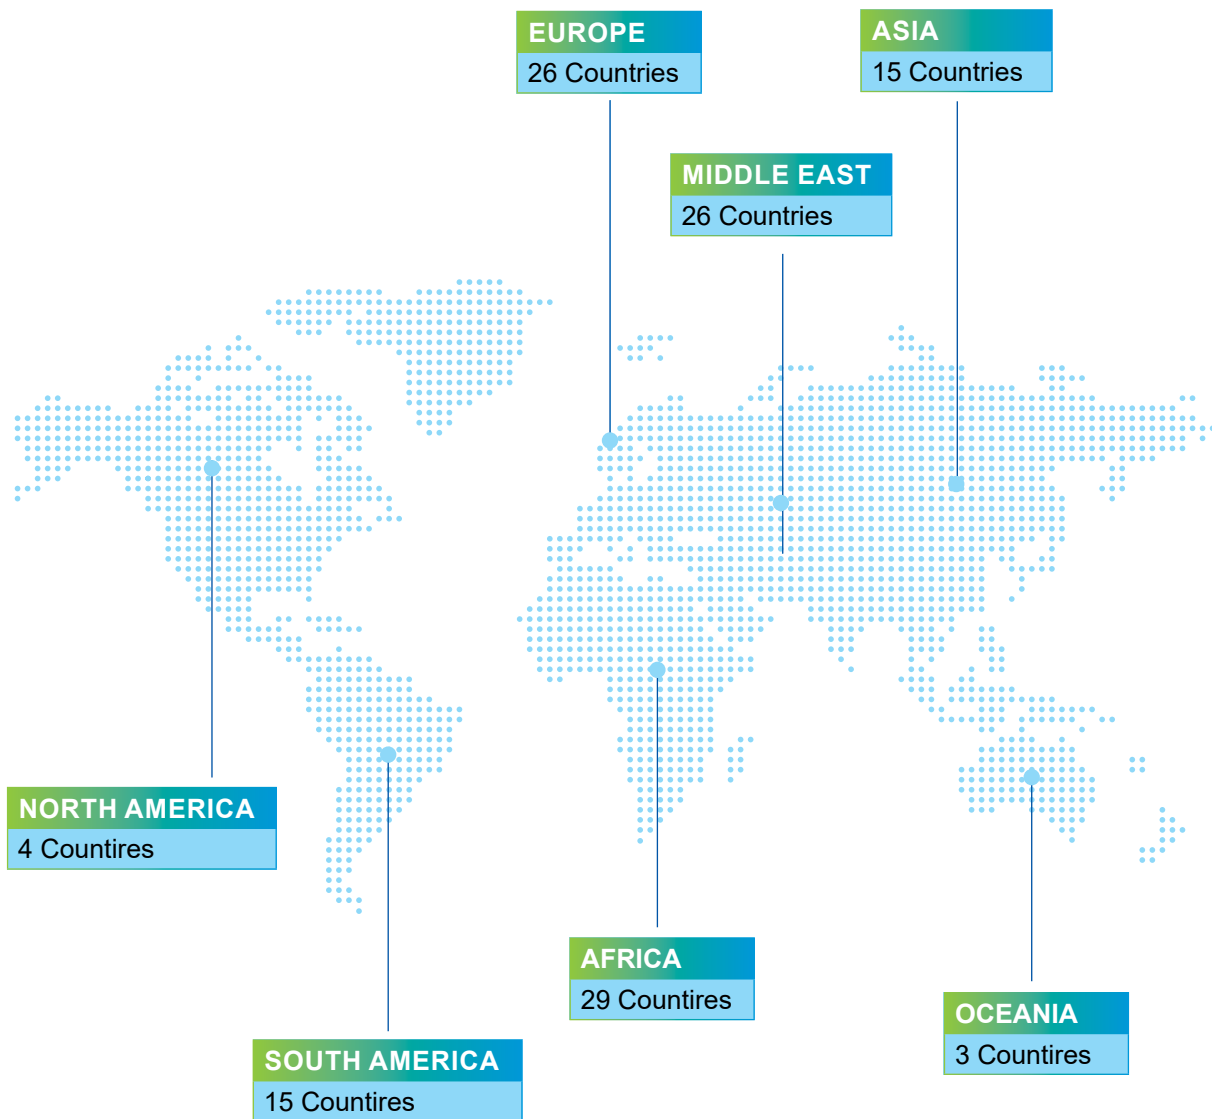 EUROPE
26 Countries
ASIA
15 Countries
MIDDLE EAST
26 Countries
NORTH AMERICA
4 Countires
AFRICA
29 Countires
OCEANIA
3 Countires
SOUTH AMERICA
15 Countires